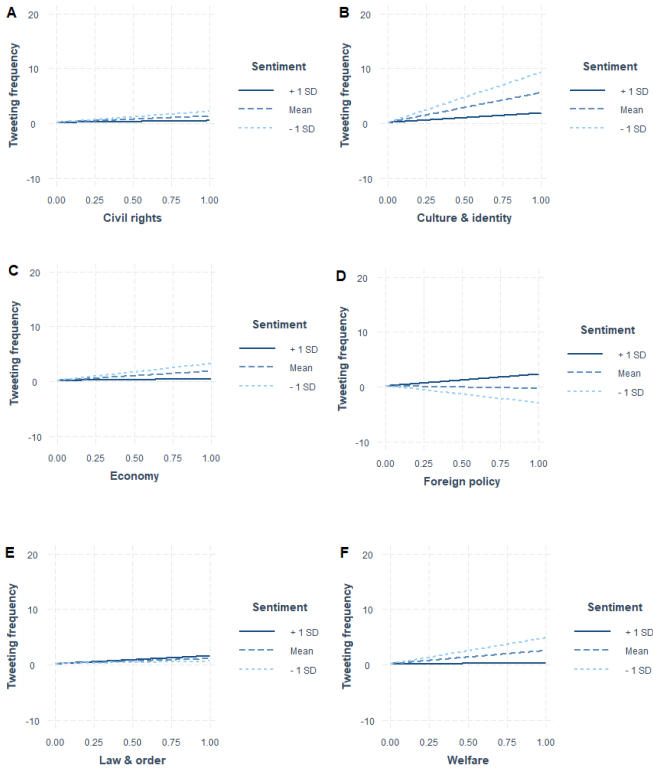 A
Tweeting frequency
20
10
0
-10
0.00 0.25 0.50 0.75 1.00
Civil rights
Sentiment
+ 1 SD
Mean
- 1 SD
B
Tweeting frequency
20
10
0
-10
0.00 0.25 0.50 0.75 1.00
Culture & identity
Sentiment
+ 1 SD
Mean
- 1 SD
C
Tweeting frequency
20
10
0
-10
0.00 0.25 0.50 0.75 1.00
Economy
Sentiment
+ 1 SD
Mean
- 1 SD
D
Tweeting frequency
20
10
0
-10
0.00 0.25 0.50 0.75 1.00
Foreign policy
Sentiment
+ 1 SD
Mean
- 1 SD
E
Tweeting frequency
20
10
0
-10
0.00 0.25 0.50 0.75 1.00
Law & order
Sentiment
+ 1 SD
Mean
- 1 SD
F
Tweeting frequency
20
10
0
-10
0.00 0.25 0.50 0.75 1.00
Welfare
Sentiment
+ 1 SD
Mean
- 1 SD